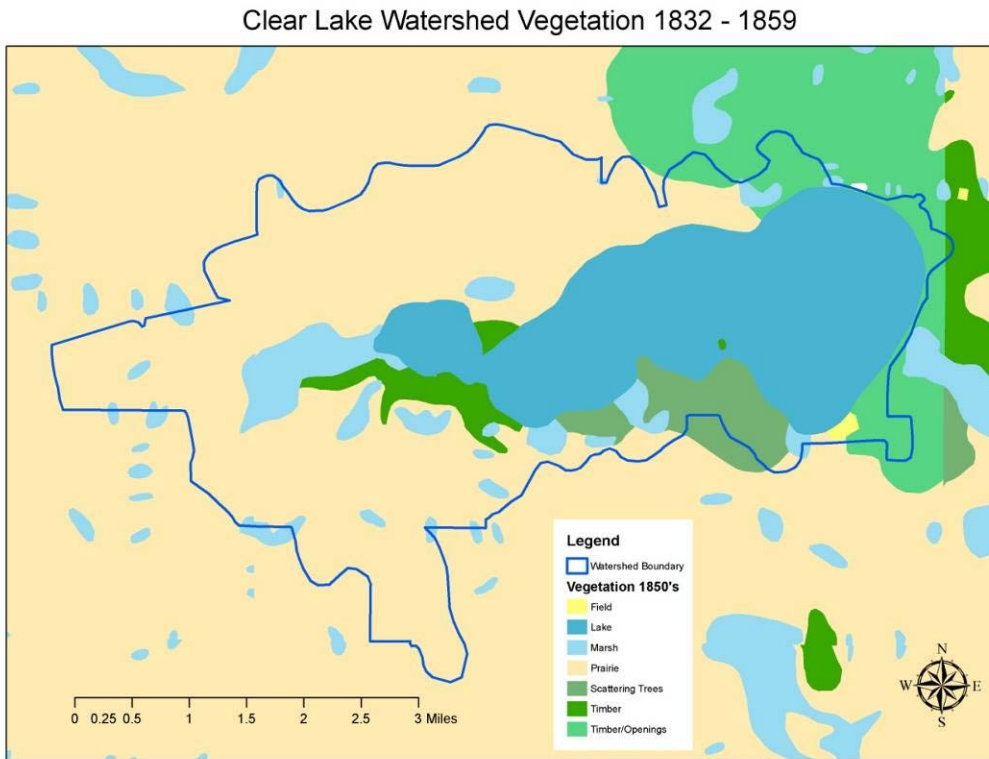 Clear Lake Watershed Vegetation 1832 - 1859
Legend
Watershed Boundary
Vegetation 1850's
Field
Lake
Marsh
Prairie
Scattering Trees
Timber
Timber/Openings
N
W E
S
0 0.25 0.5 1 1.5 2 2.5 3 Miles